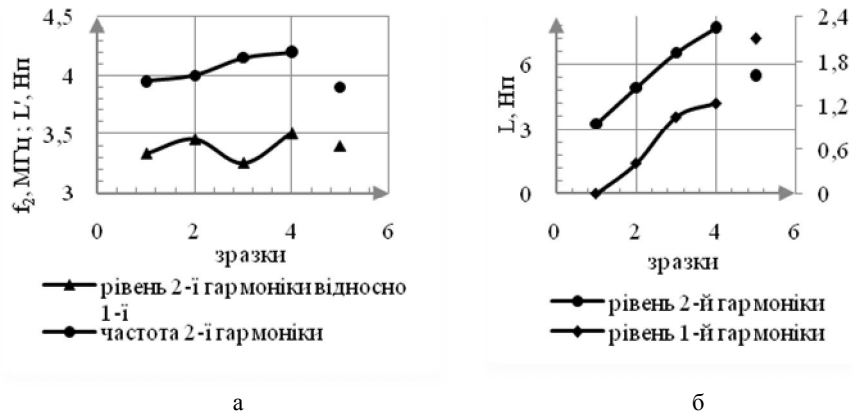 4,5
4
3,5
3
f₂, МГц ; L', Нп
0 2 4 6
зразки
рівень 2-ї гармоніки відносно
1-ї
частота 2-ї гармоніки
а
6
3
0
L, Нп
2,4
1,8
1,2
0,6
0
0 2 4 6
зразки
рівень 2-й гармоніки
рівень 1-й гармоніки
б